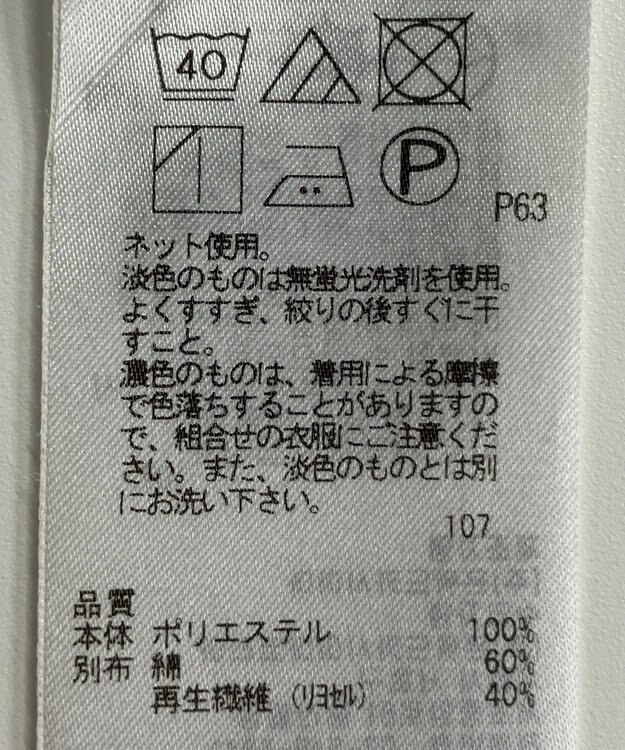 40
P
P63
ネット使用。
淡色のものは無蛍光洗剤を使用。
よくすすぎ、絞りの後すぐに干
すこと。
濃色のものは、着用による摩擦
で色落ちすることがありますの
で、組合せの衣服にご注意くだ
さい。また、淡色のものとは別
にお洗い下さい。
107
品質
本体 ポリエステル 100%
別布 綿 60%
再生繊維 (リヨセル) 40%